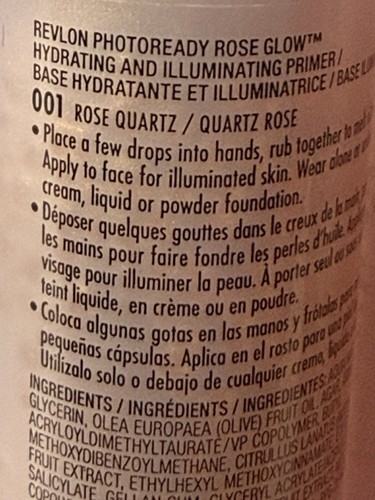 REVLON PHOTOREADY ROSE GLOW™
HYDRATING AND ILLUMINATING PRIMER /
BASE HYDRATANTE ET ILLUMINATRICE / BASE
001 ROSE QUARTZ / QUARTZ ROSE
• Place a few drops into hands, rub together to
Apply to face for illuminated skin. Wear alone
cream, liquid or powder foundation.
• Déposer quelques gouttes dans le creux de la main,
les mains pour faire fondre les perles d'huile.
visage pour illuminer la peau. À porter seul ou
teint liquide, en crème ou en poudre.
• Coloca algunas gotas en las manos y frótalas para
pequeñas cápsulas. Aplica en el rostro para una
Utilízalo solo o debajo de cualquier crema,
INGREDIENTS / INGRÉDIENTS / INGREDIENTES:
GLYCERIN, OLEA EUROPAEA (OLIVE) FRUIT OIL,
ACRYLOYLDIMETHYLTAURATE/VP COPOLYMER,
METHOXYDIBENZOYLMETHANE, CITRULLUS LANATUS
FRUIT EXTRACT, ETHYLHEXYL METHOXYCINNAMATE,
SALICYLATE, GELLAN GUM, GLYCERYL